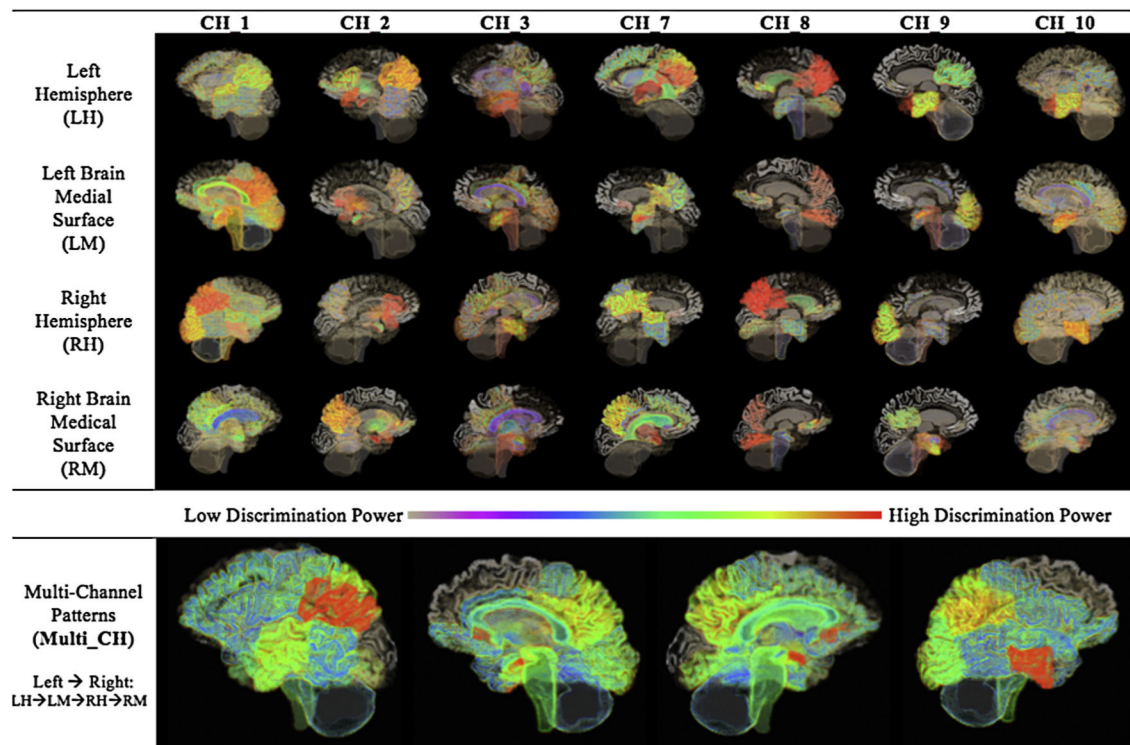 CH_1 CH_2 CH_3 CH_7 CH_8 CH_9 CH_10
Left
Hemisphere
(LH)
Left Brain
Medial
Surface
(LM)
Right
Hemisphere
(RH)
Right Brain
Medical
Surface
(RM)
Low Discrimination Power High Discrimination Power
Multi-Channel
Patterns
(Multi_CH)
Left → Right:
LH→LM→RH→RM